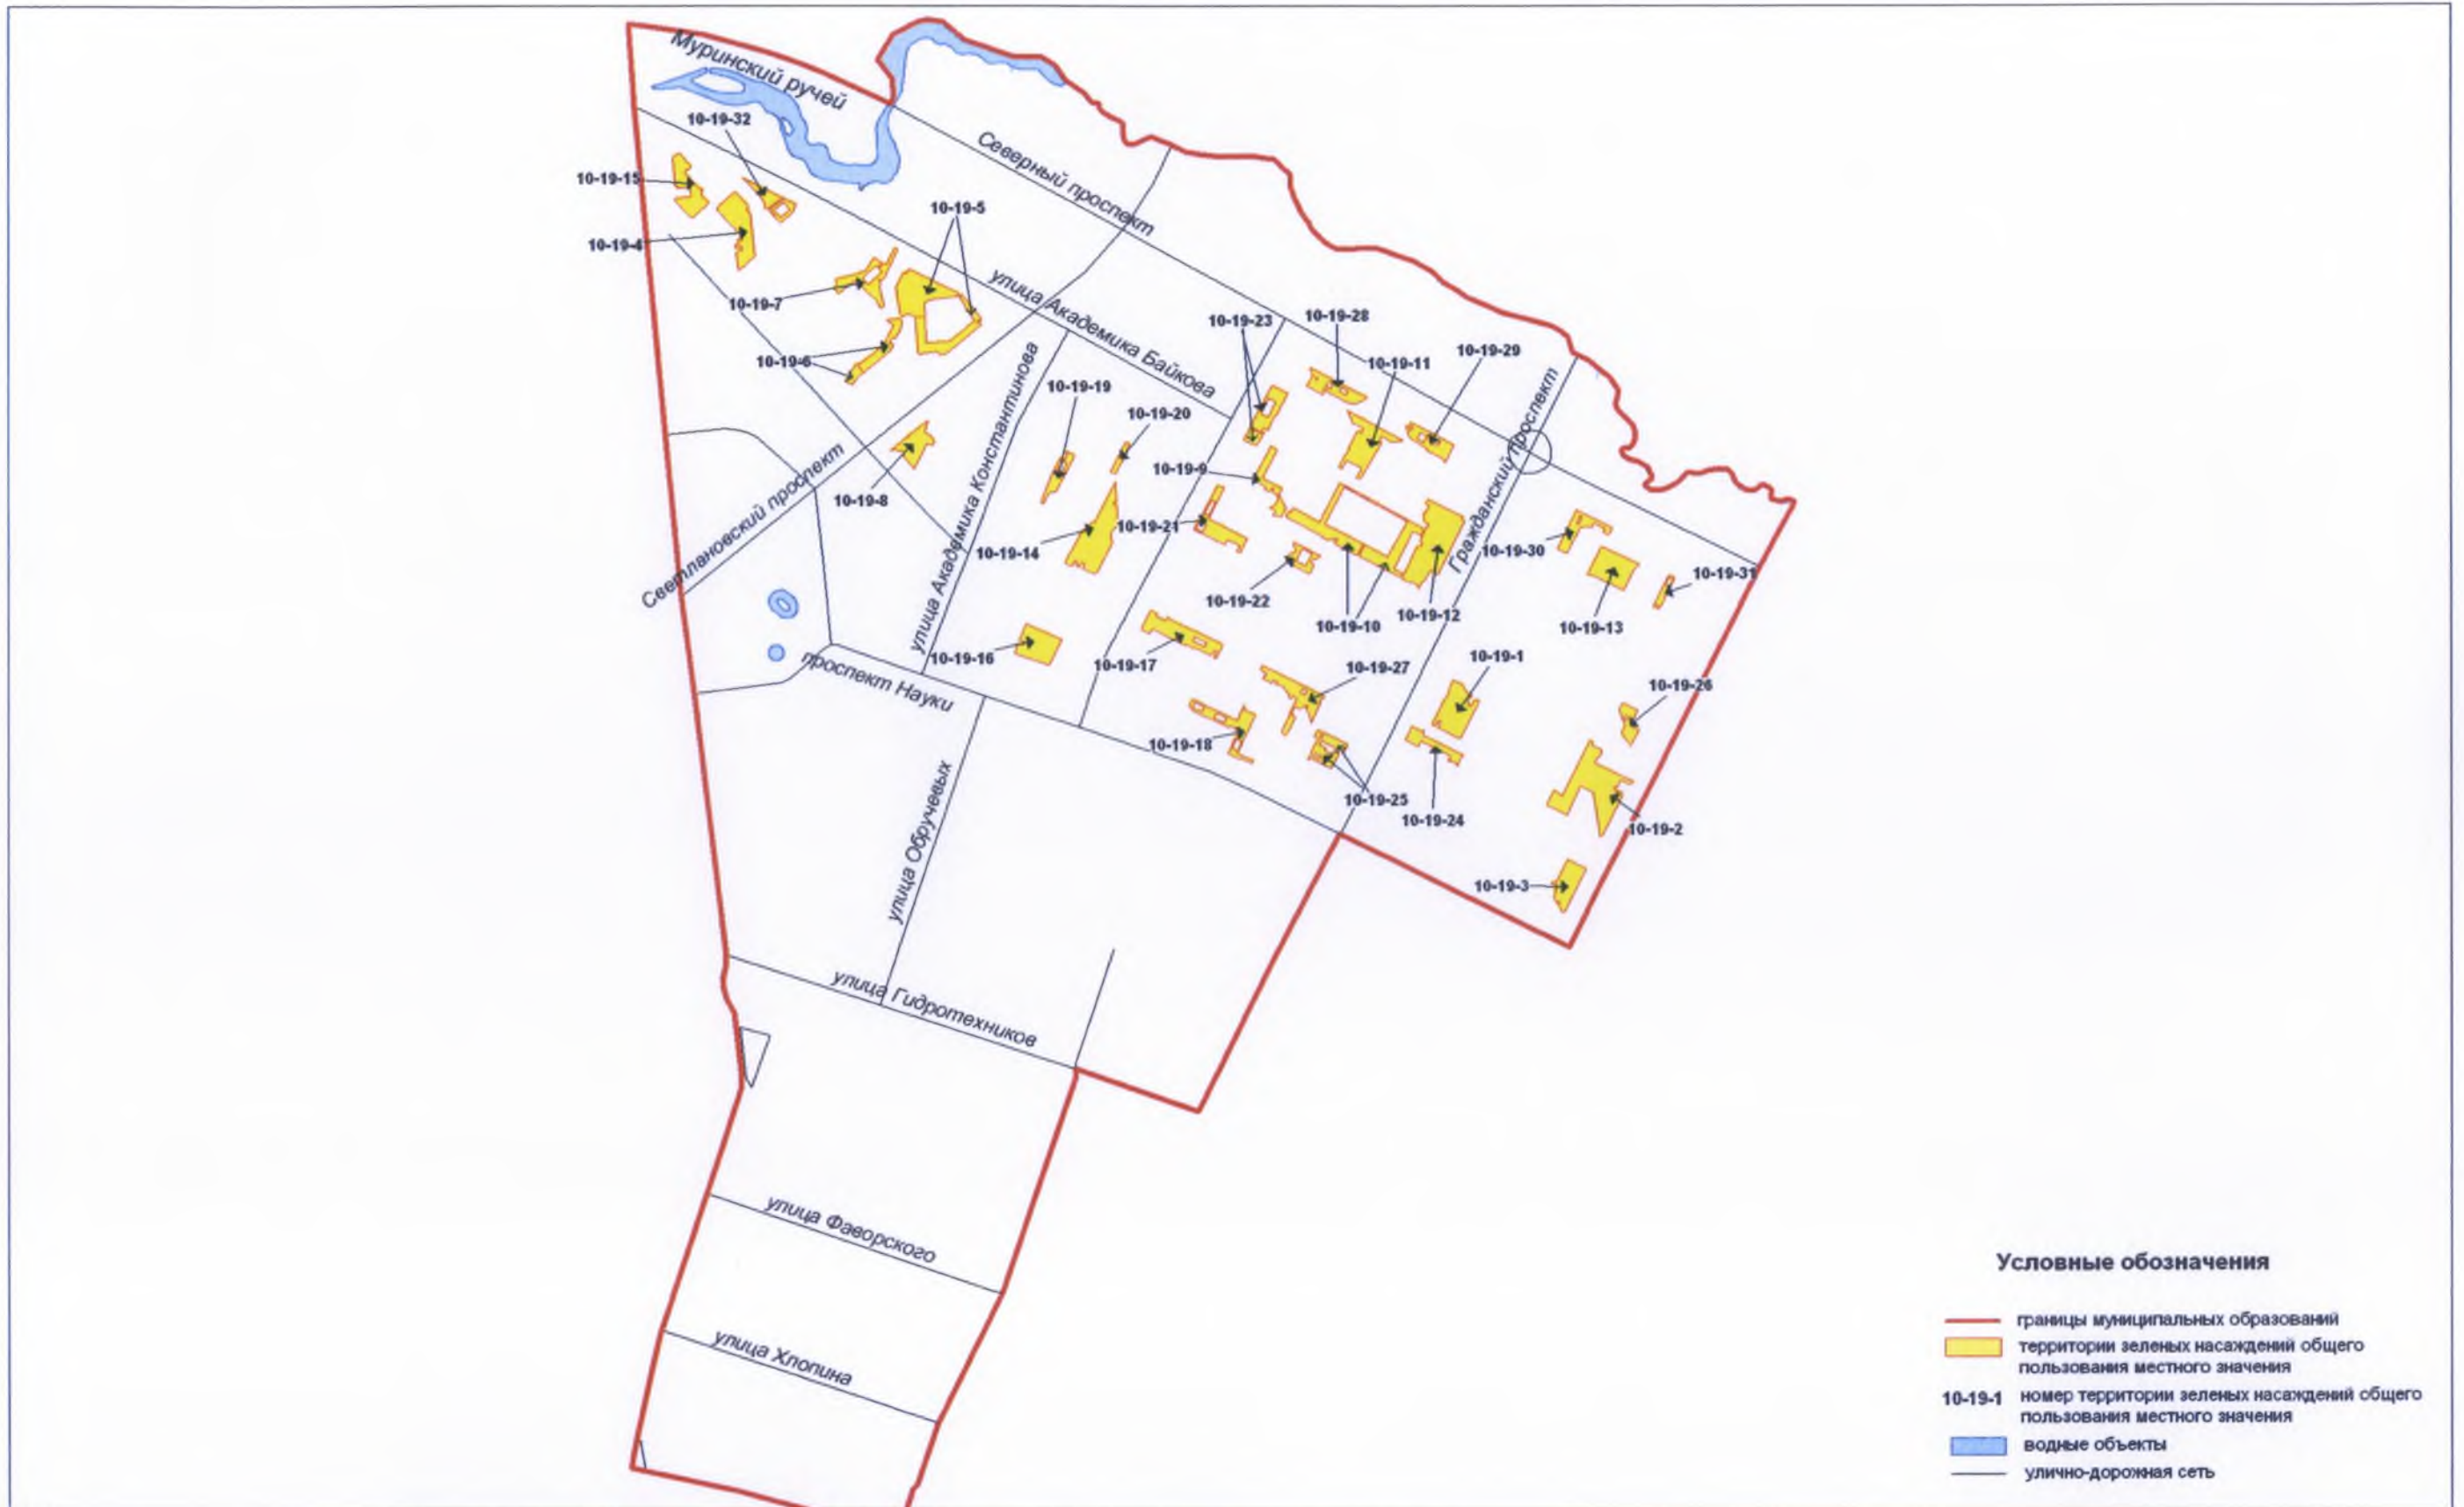 Муринский ручей
10-19-32
Северный проспект
10-19-15
10-19-5
10-19-4
10-19-7
улица Академика Байкова
10-19-23
10-19-28
10-19-11
10-19-29
10-19-6
10-19-19
10-19-20
улица Академика Константинова
Гражданский проспект
10-19-9
10-19-8
Светлановский проспект
10-19-21
10-19-14
10-19-30
10-19-31
10-19-22
10-19-10
10-19-12
10-19-13
10-19-16
10-19-17
10-19-27
10-19-1
10-19-26
проспект Науки
10-19-18
10-19-25
10-19-24
10-19-2
улица Обручевых
10-19-3
улица Гидротехников
улица Фаворского
улица Хлопина
Условные обозначения
границы муниципальных образований
территории зеленых насаждений общего
пользования местного значения
10-19-1 номер территории зеленых насаждений общего
пользования местного значения
водные объекты
улично-дорожная сеть